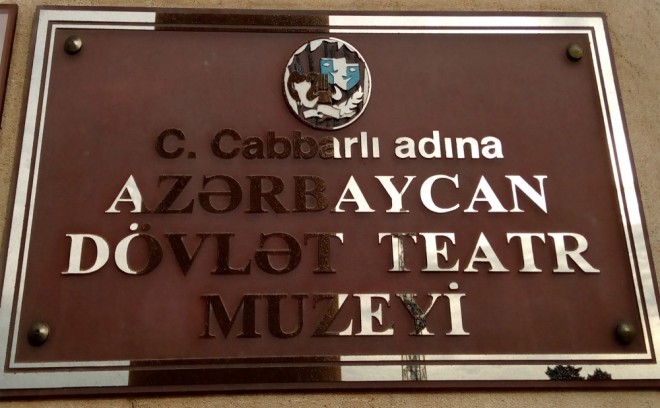 C. Cabbarlı adına
AZƏRBAYCAN
DÖVLƏT TEATR
MUZEYİ